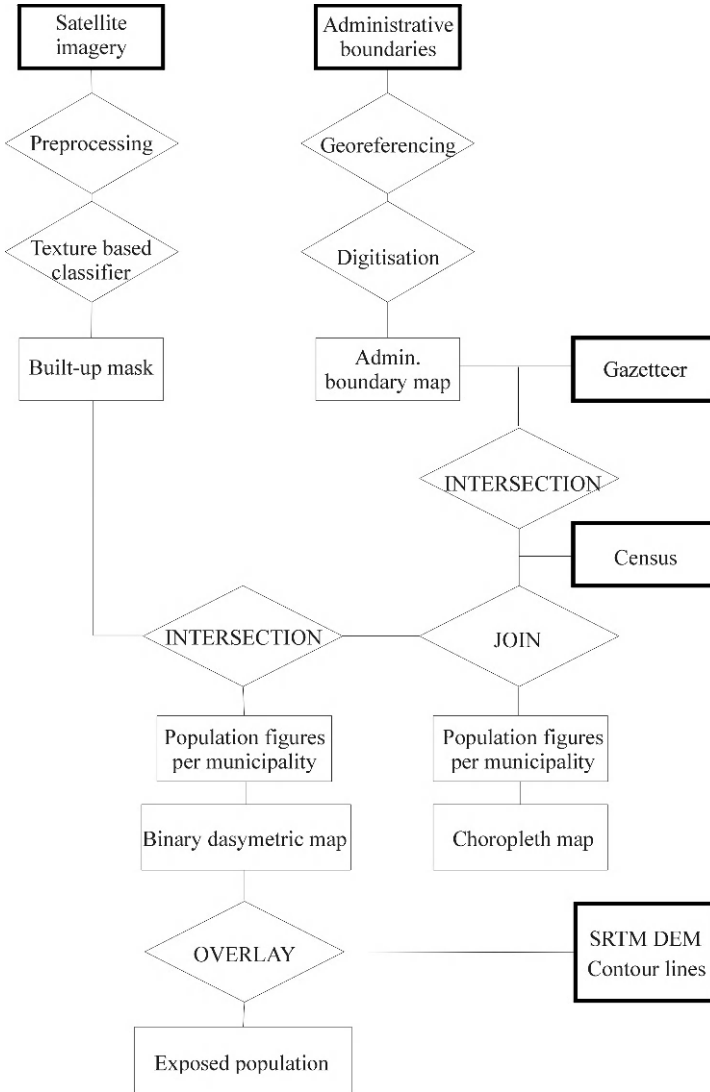 Satellite
imagery
Administrative
boundaries
Preprocessing
Georeferencing
Texture based
classifier
Digitisation
Built-up mask
Admin.
boundary map
Gazetteer
INTERSECTION
Census
INTERSECTION
JOIN
Population figures
per municipality
Population figures
per municipality
Binary dasymetric map
Choropleth map
OVERLAY
SRTM DEM
Contour lines
Exposed population